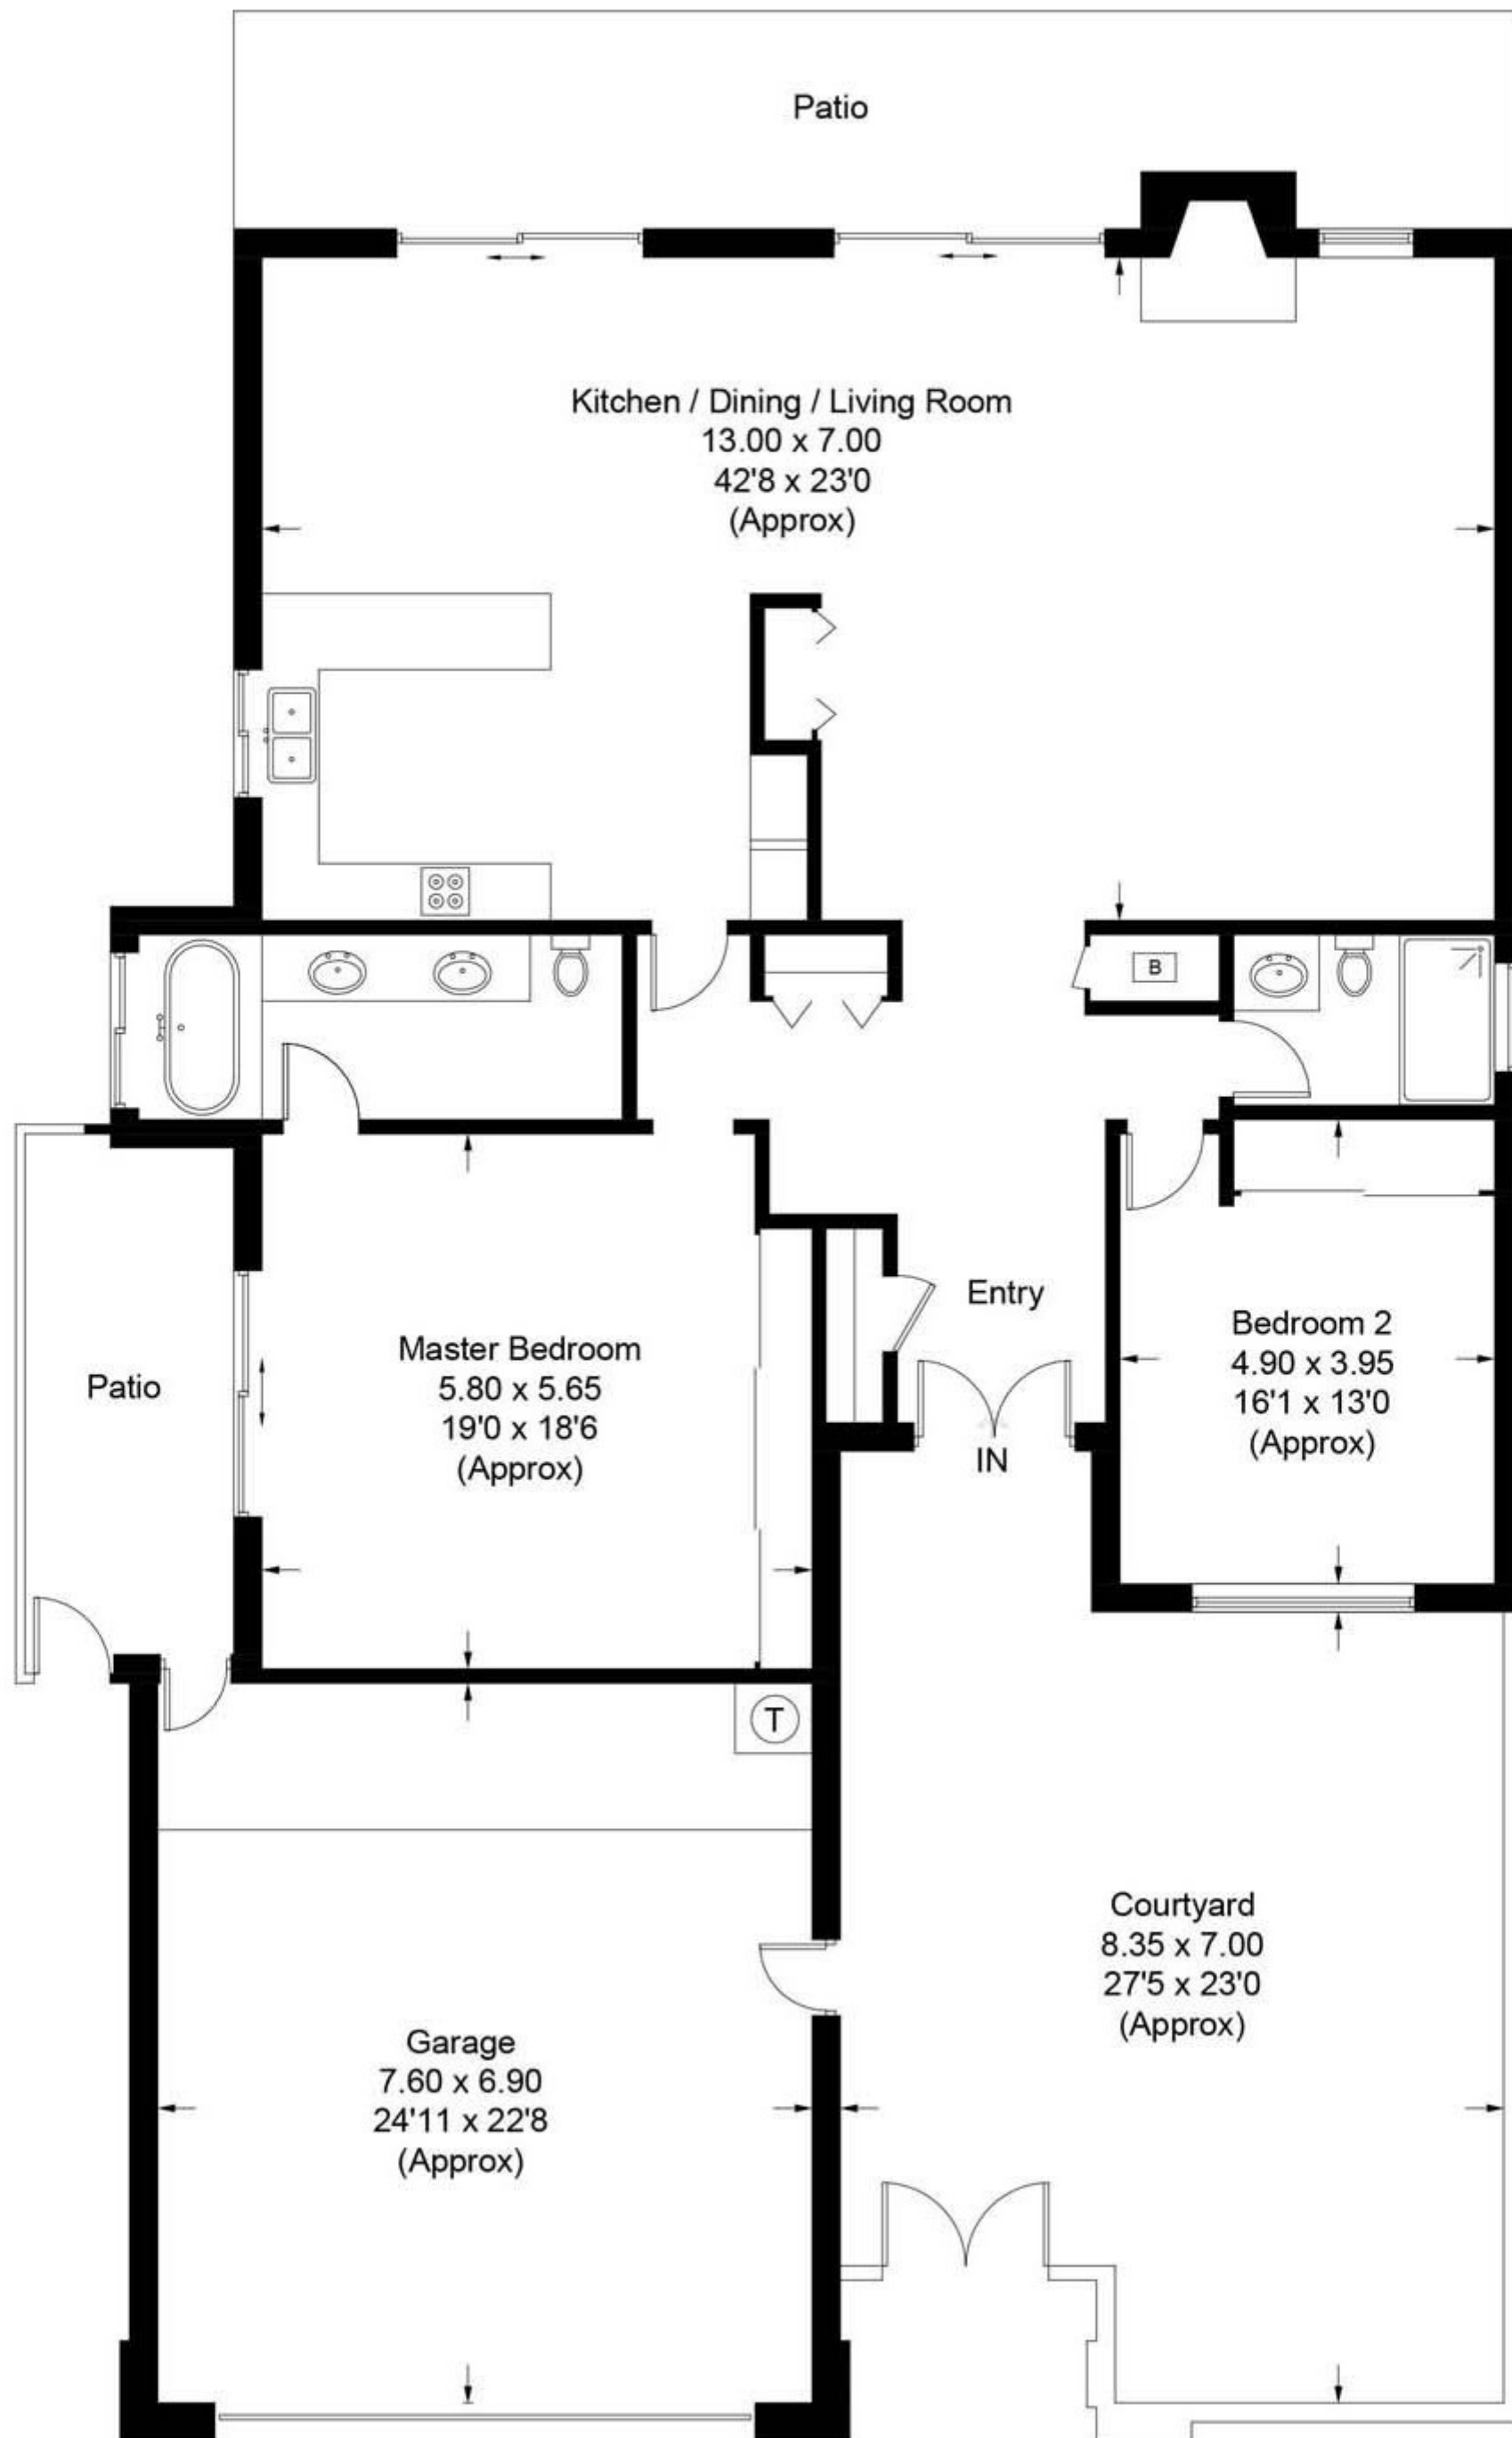 Patio
Kitchen / Dining / Living Room
13.00 x 7.00
42'8 x 23'0
(Approx)
B
Entry
Master Bedroom
5.80 x 5.65
19'0 x 18'6
(Approx)
Bedroom 2
4.90 x 3.95
16'1 x 13'0
(Approx)
Patio
IN
T
Courtyard
8.35 x 7.00
27'5 x 23'0
(Approx)
Garage
7.60 x 6.90
24'11 x 22'8
(Approx)